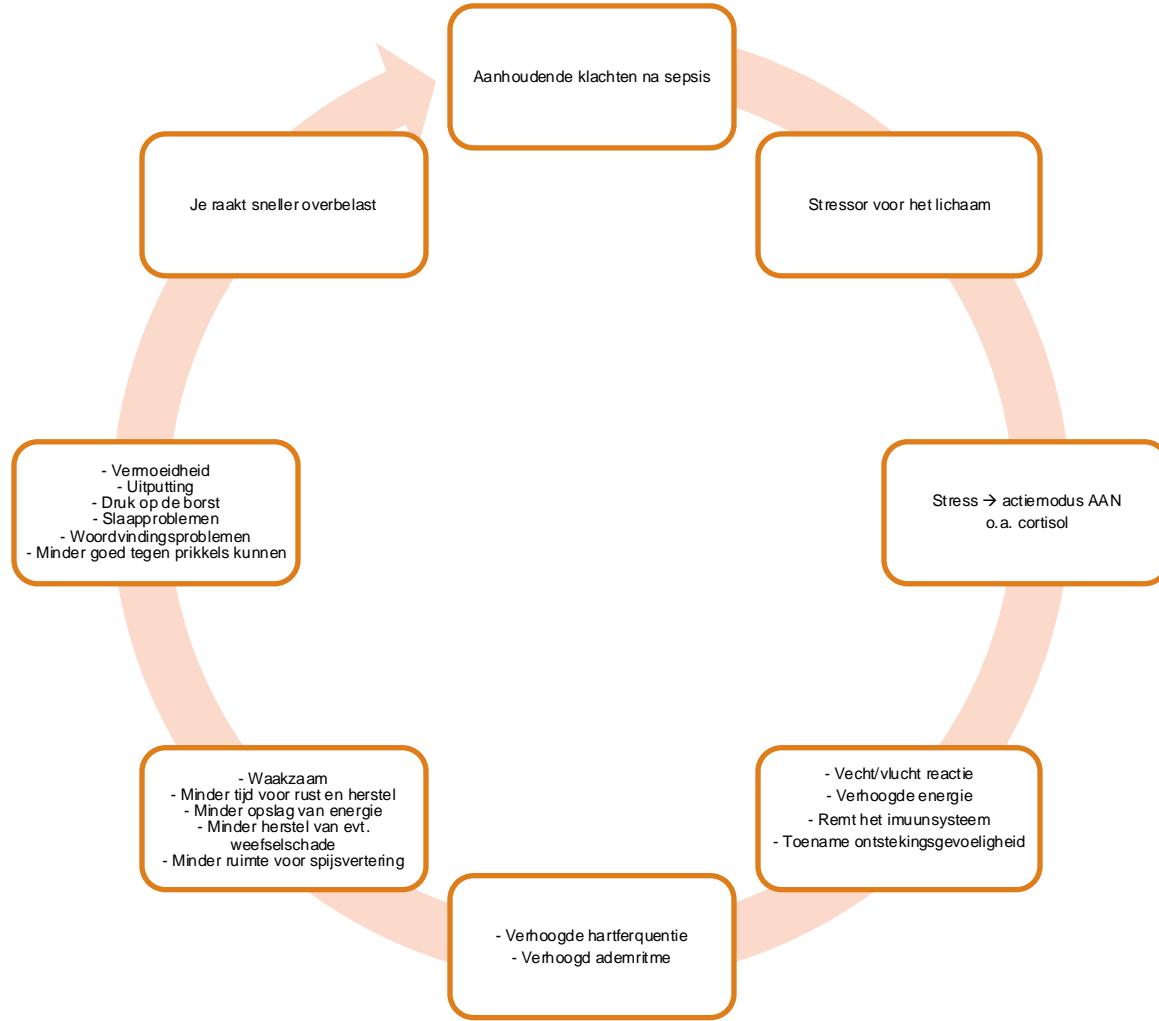 Aanhoudende klachten na sepsis
Stressor voor het lichaam
Stress → actiemodus AAN
o.a. cortisol
- Vecht/vlucht reactie
- Verhoogde energie
- Remt het imuunsysteem
- Toename ontstekingsgevoeligheid
- Verhoogde hartferquentie
- Verhoogd ademritme
- Waakzaam
- Minder tijd voor rust en herstel
- Minder opslag van energie
- Minder herstel van evt.
weefselschade
- Minder ruimte voor spijsvertering
- Vermoeidheid
- Uitputting
- Druk op de borst
- Slaapproblemen
- Woordvindingsproblemen
- Minder goed tegen prikkels kunnen
Je raakt sneller overbelast